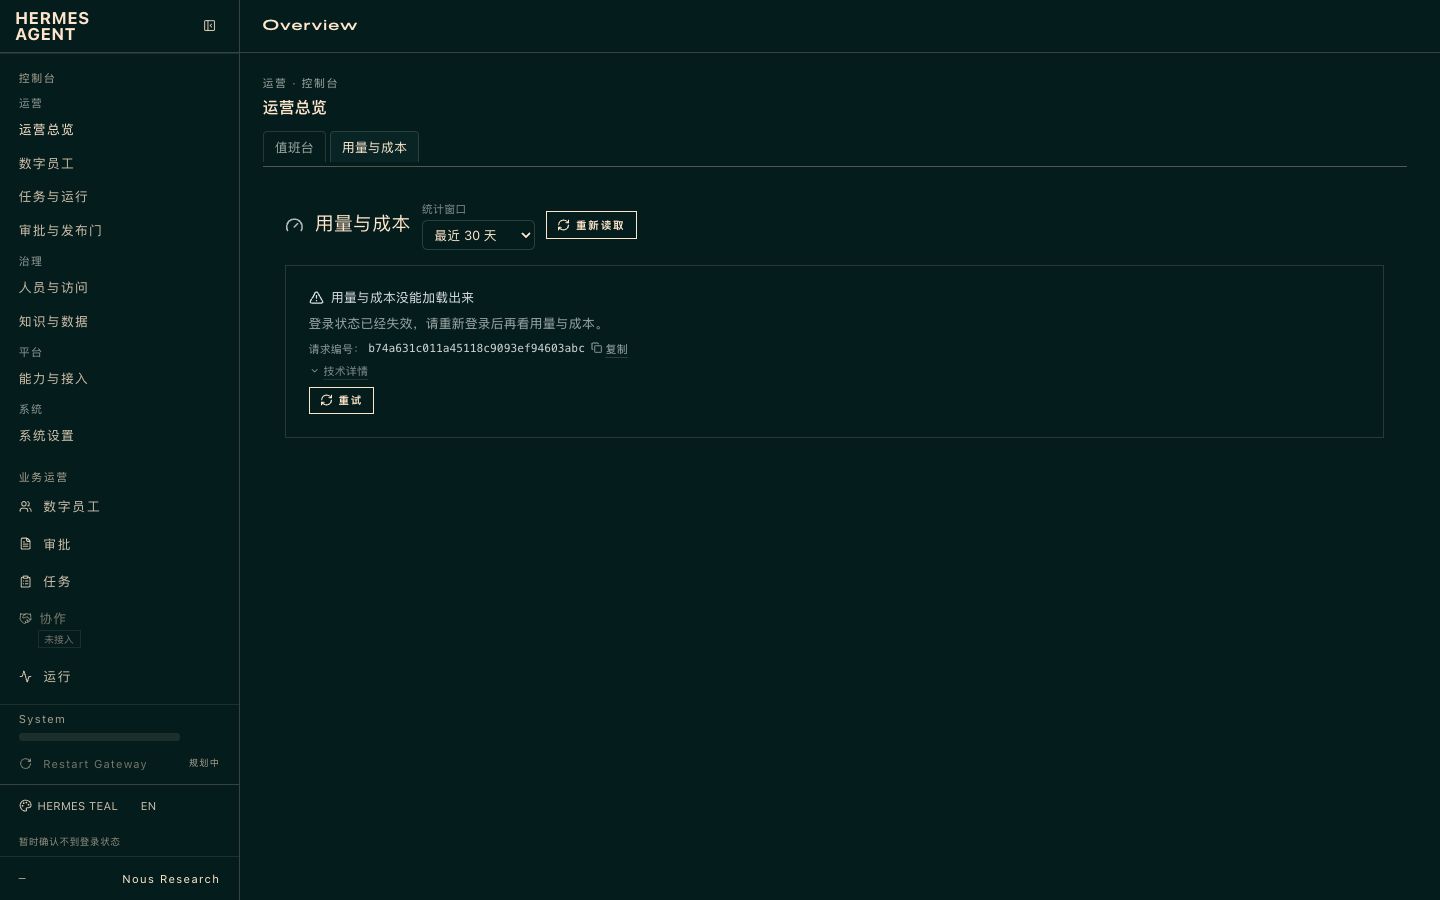 HERMES
AGENT
Overview
控制台
运营
运营总览
数字员工
任务与运行
审批与发布门
治理
人员与访问
知识与数据
平台
能力与接入
系统
系统设置
业务运营
数字员工
审批
任务
协作
未接入
运行
System
Restart Gateway 规划中
HERMES TEAL EN
暂时确认不到登录状态
– Nous Research
运营 · 控制台
运营总览
值班台 用量与成本
用量与成本
统计窗口
最近 30 天
重新读取
用量与成本没能加载出来
登录状态已经失效，请重新登录后再看用量与成本。
请求编号： b74a631c011a45118c9093ef94603abc 复制
技术详情
重试